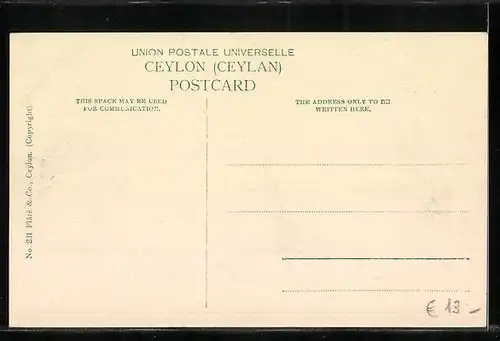 UNION POSTALE UNIVERSELLE
CEYLON (CEYLAN)
POSTCARD
THIS SPACE MAY BE USED
FOR COMMUNICATION.
THE ADDRESS ONLY TO BE
WRITTEN HERE.
No. 231 Plâté & Co., Ceylon. (Copyright).
€ 13.-